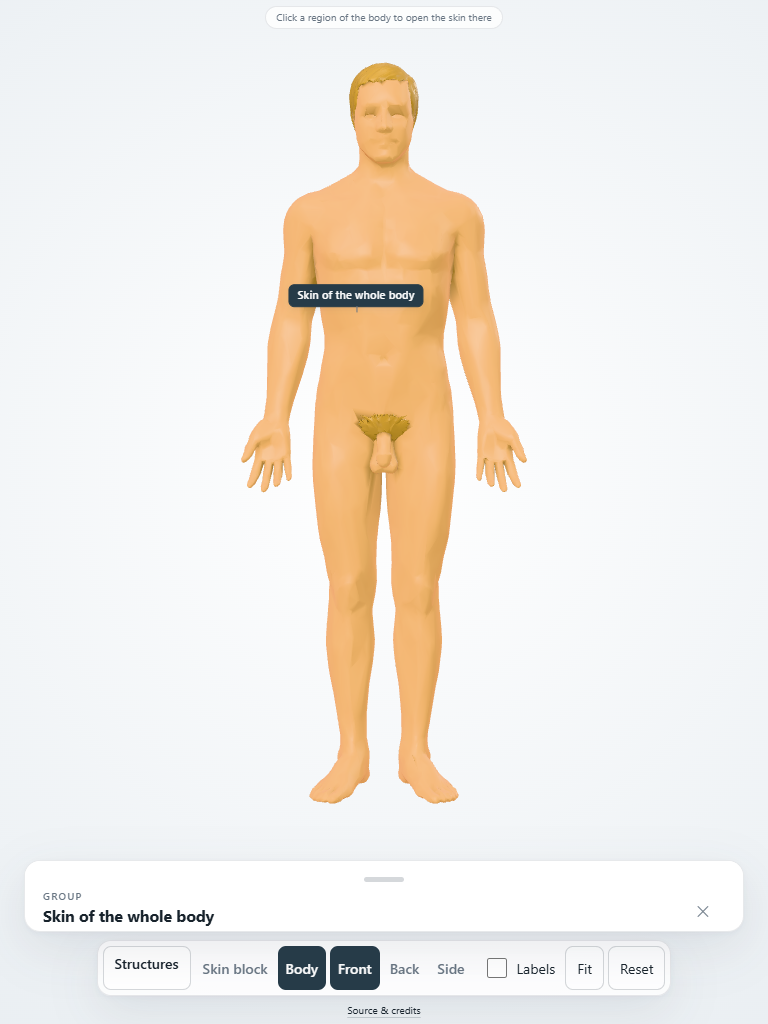 Click a region of the body to open the skin there
Skin of the whole body
GROUP
Skin of the whole body
Structures
Skin block
Body
Front
Back
Side
Labels
Fit
Reset
Source & credits